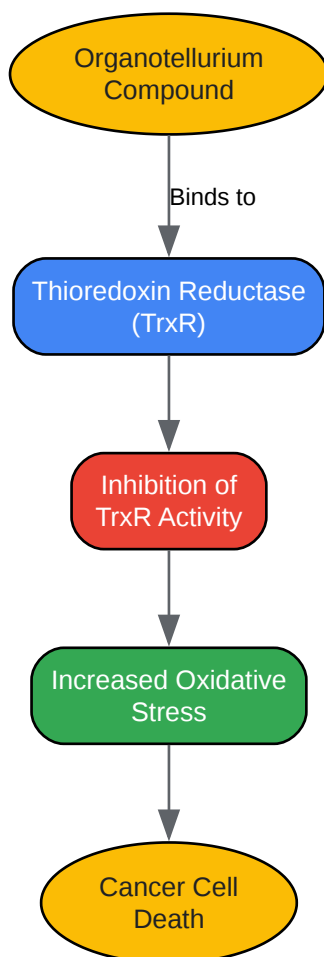 Organotellurium
Compound
Binds to
Thioredoxin Reductase
(TrxR)
Inhibition of
TrxR Activity
Increased Oxidative
Stress
Cancer Cell
Death